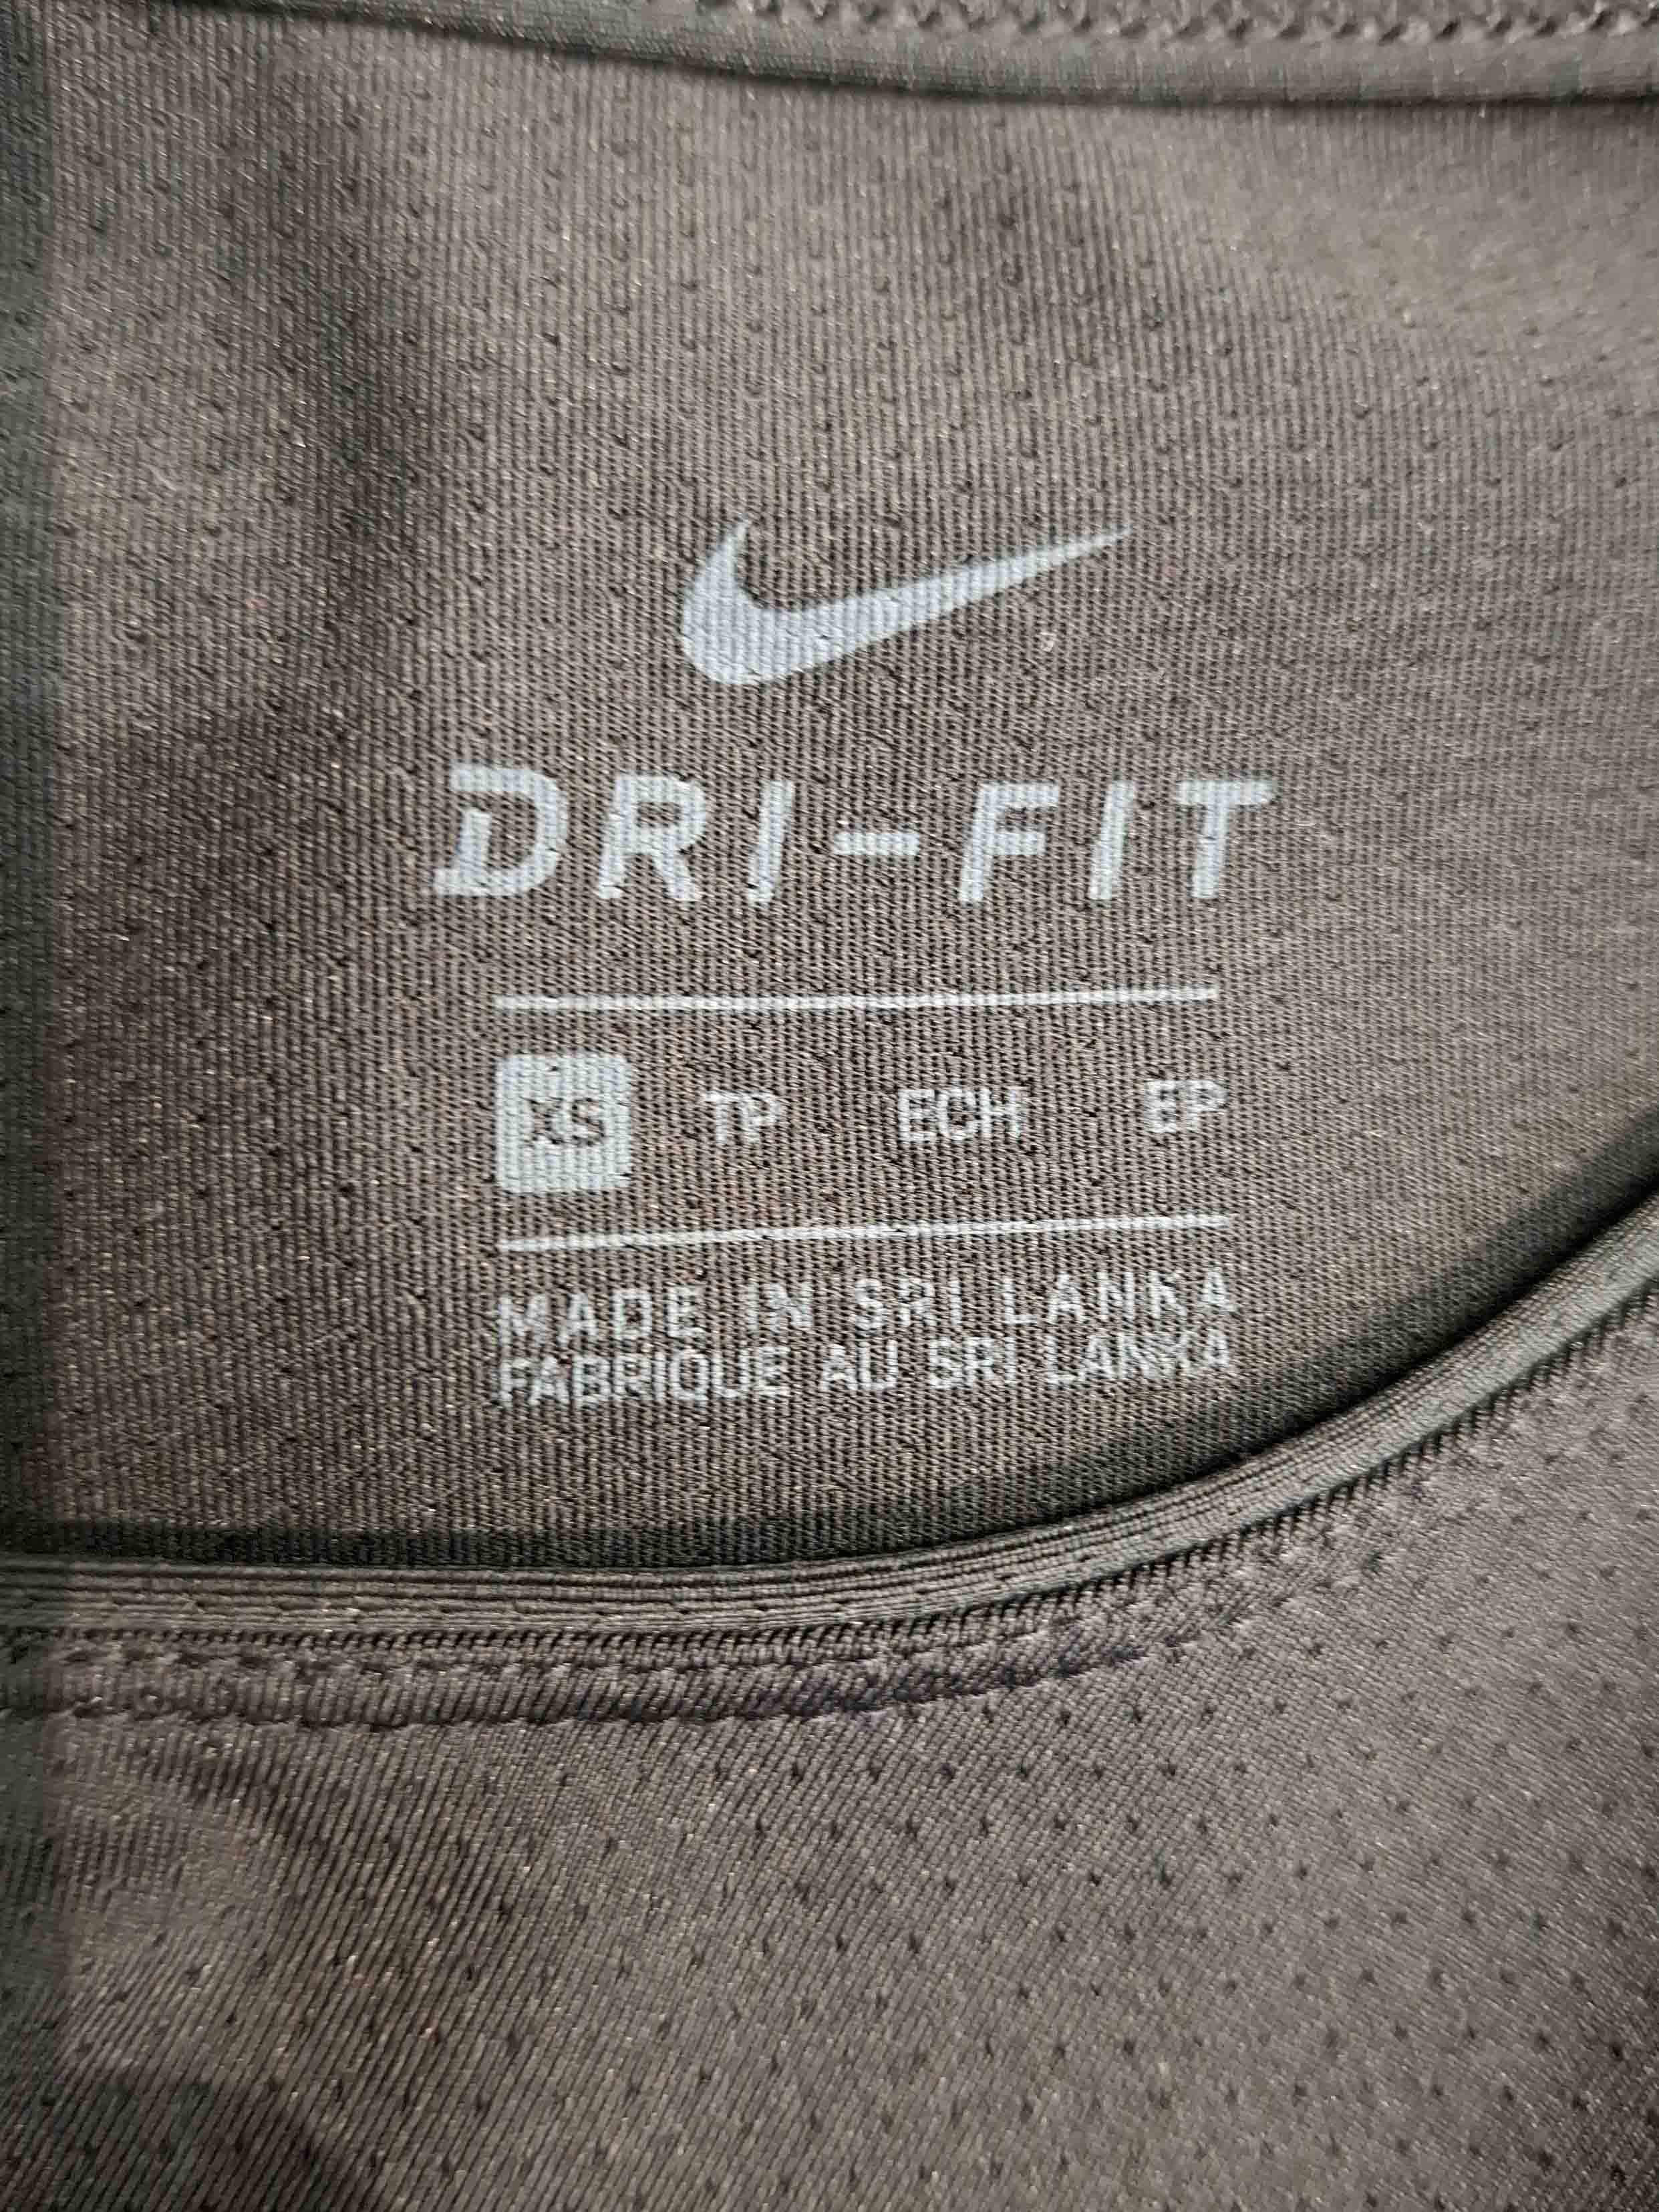 DRI-FIT
XS TP ECH EP
MADE IN SRI LANKA
FABRIQUE AU SRI LANKA